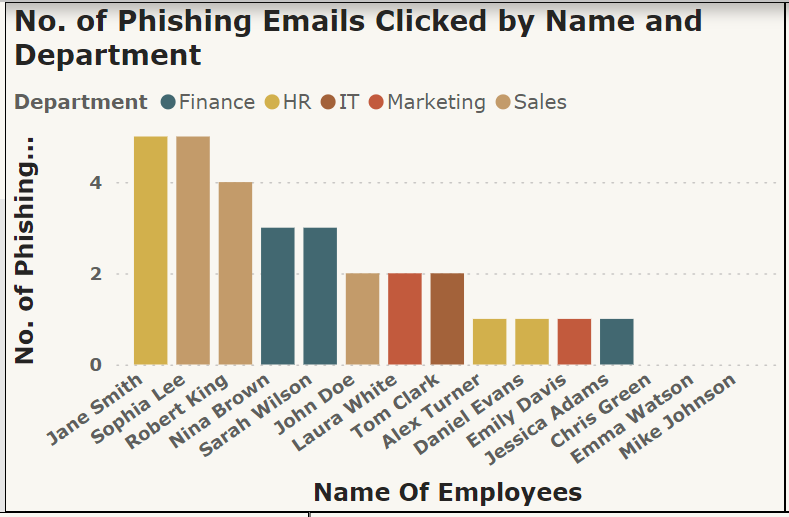 No. of Phishing Emails Clicked by Name and
Department
Department Finance HR IT Marketing Sales
No. of Phishing...
4
2
0
Jane Smith
Sophia Lee
Robert King
Nina Brown
Sarah Wilson
John Doe
Laura White
Tom Clark
Alex Turner
Daniel Evans
Emily Davis
Jessica Adams
Chris Green
Emma Watson
Mike Johnson
Name Of Employees